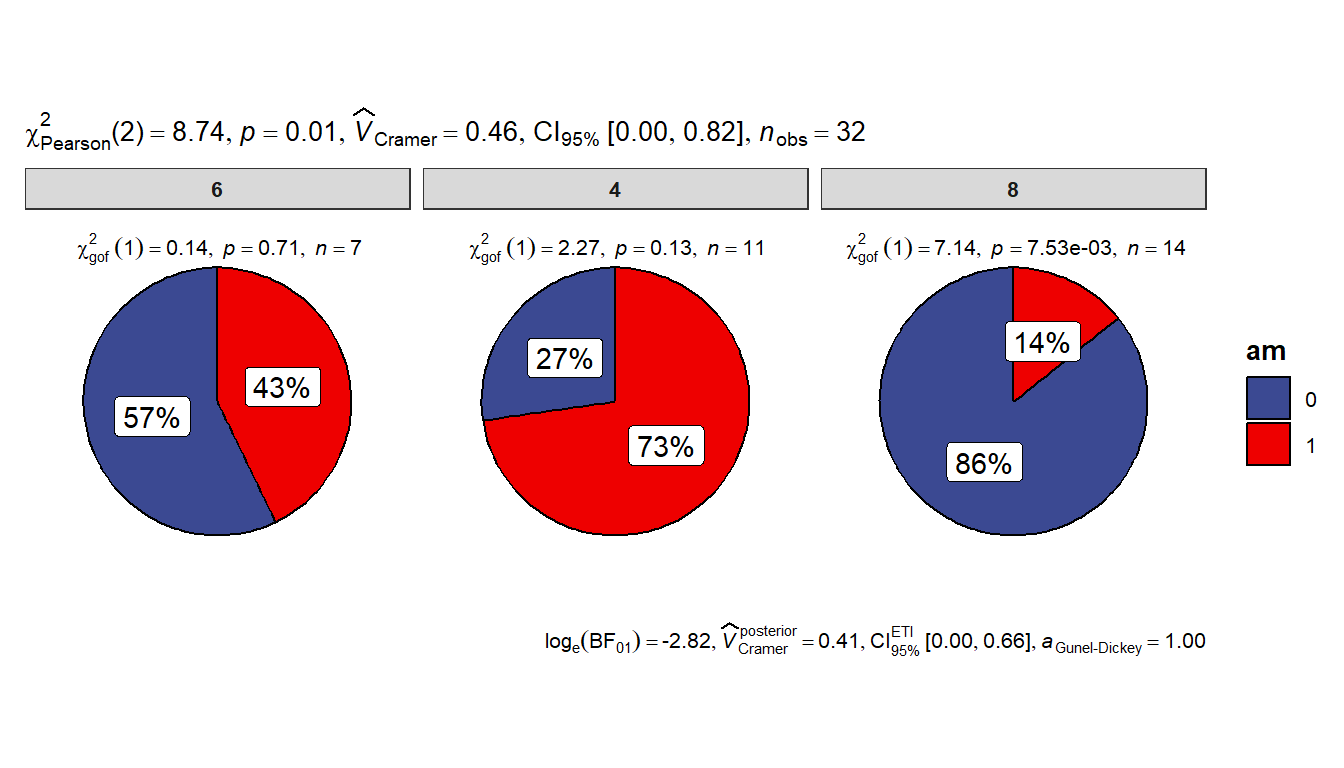 χ²Pearson(2) = 8.74, p = 0.01, V̂Cramer = 0.46, CI95% [0.00, 0.82], nobs = 32
6
4
8
χ²gof (1) = 0.14, p = 0.71, n = 7
χ²gof (1) = 2.27, p = 0.13, n = 11
χ²gof (1) = 7.14, p = 7.53e-03, n = 14
57%
43%
27%
73%
14%
86%
am
0
1
loge(BF01) = -2.82, V̂posteriorCramer = 0.41, CIETI95% [0.00, 0.66], aGunel-Dickey = 1.00